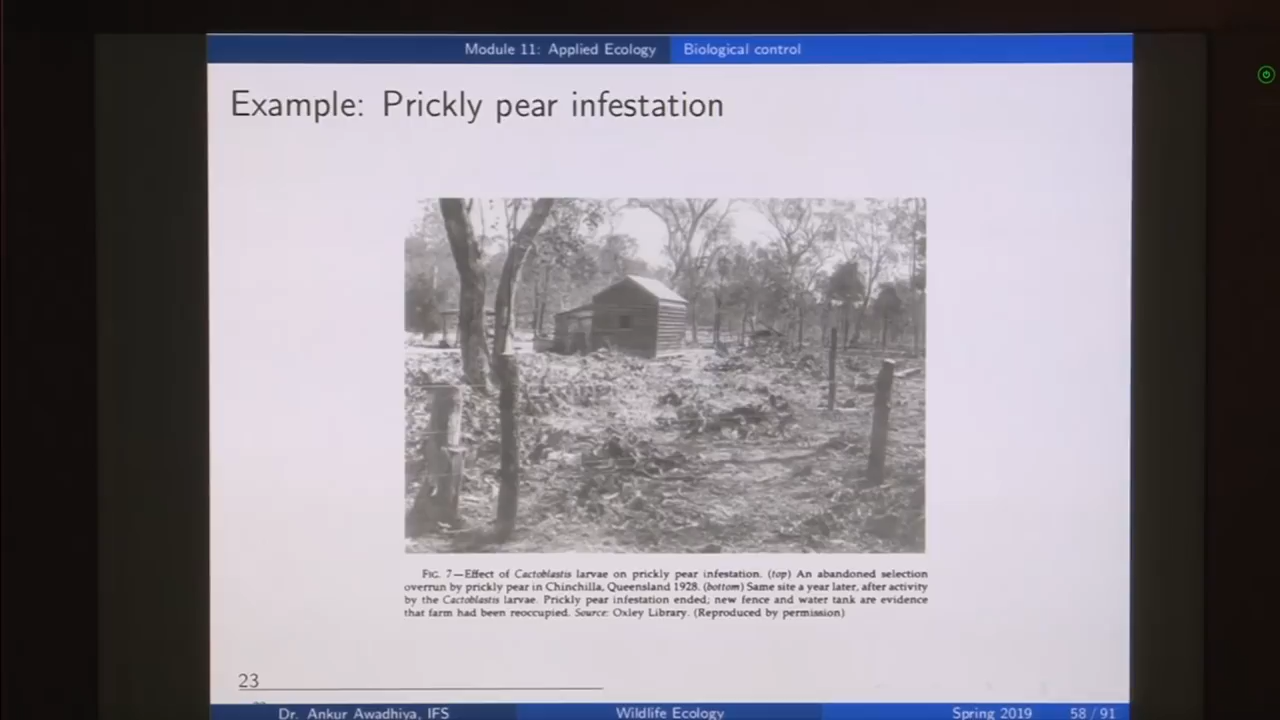 Module 11: Applied Ecology Biological control
Example: Prickly pear infestation
FIG. 7—Effect of Cactoblastis larvae on prickly pear infestation. (top) An abandoned selection
overrun by prickly pear in Chinchilla, Queensland 1928. (bottom) Same site a year later, after activity
by the Cactoblastis larvae. Prickly pear infestation ended; new fence and water tank are evidence
that farm had been reoccupied. Source: Oxley Library. (Reproduced by permission)
23
Dr. Ankur Awadhiya, IFS Wildlife Ecology Spring 2019 58 / 91